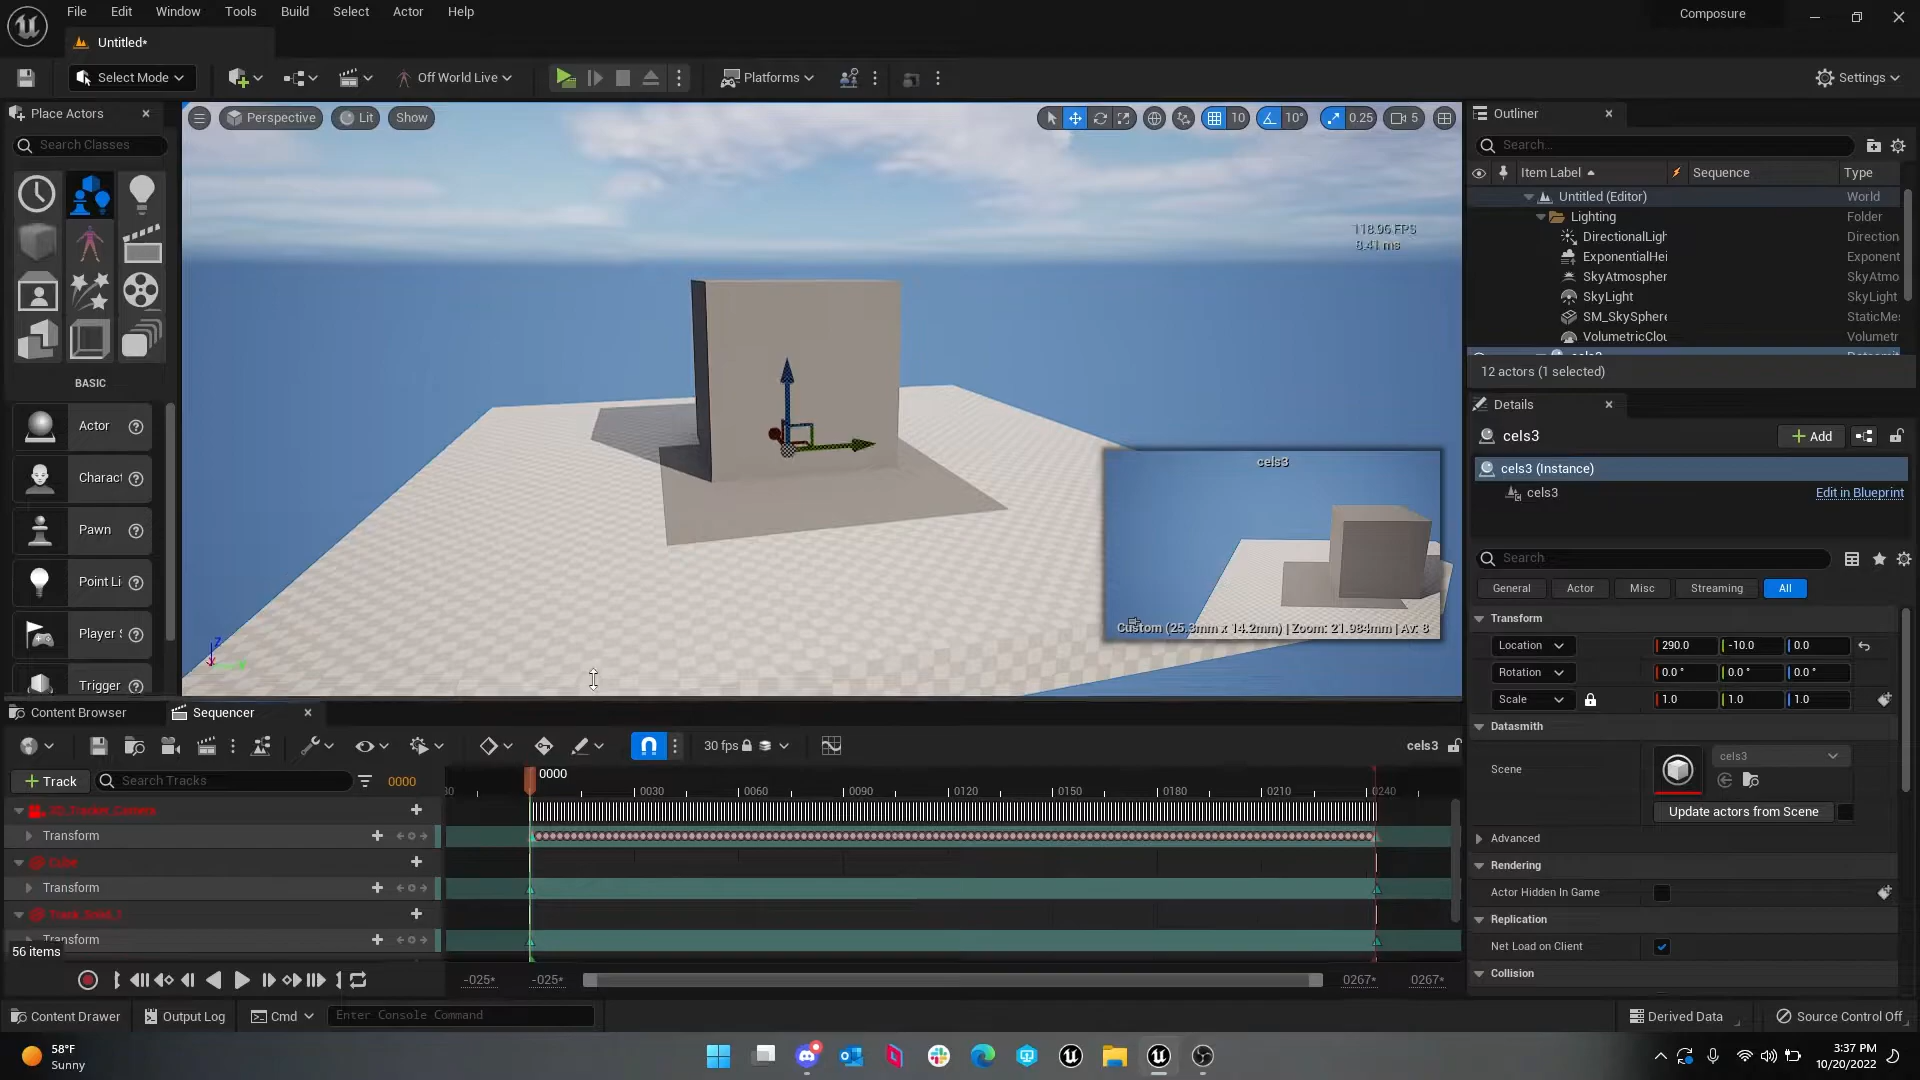 File Edit Window Tools Build Select Actor Help
Composure
Untitled*
Select Mode
Off World Live
Platforms
Settings
Place Actors
Search Classes
BASIC
Actor
Charact
Pawn
Point Li
Player S
Trigger
Perspective
Lit
Show
10
10°
0.25
5
118.96 FPS
8.41 ms
cels3
Custom (25.3mm x 14.2mm) | Zoom: 21.984mm | Av: 8
Outliner
Search...
Item Label
Sequence
Type
Untitled (Editor) World
Lighting Folder
DirectionalLigh Direction
ExponentialHei Exponent
SkyAtmospher SkyAtmo
SkyLight SkyLight
SM_SkySphere StaticMes
VolumetricClou Volumetr
12 actors (1 selected)
Details
cels3
Add
cels3 (Instance)
cels3
Edit in Blueprint
Search
General Actor Misc Streaming All
Transform
Location 290.0 -10.0 0.0
Rotation 0.0 ° 0.0 ° 0.0 °
Scale 1.0 1.0 1.0
Datasmith
Scene
cels3
Update actors from Scene
Advanced
Rendering
Actor Hidden In Game
Replication
Net Load on Client
Collision
Content Browser
Sequencer
30 fps
cels3
Track
Search Tracks
0000
0000
0030 0060 0090 0120 0150 0180 0210 0240
2D_Tracker_Camera
Transform
Cube
Transform
Transform
56 items
-025* -025* 0267* 0267*
Content Drawer
Output Log
Cmd
Enter Console Command
Derived Data
Source Control Off
58°F
Sunny
3:37 PM
10/20/2022